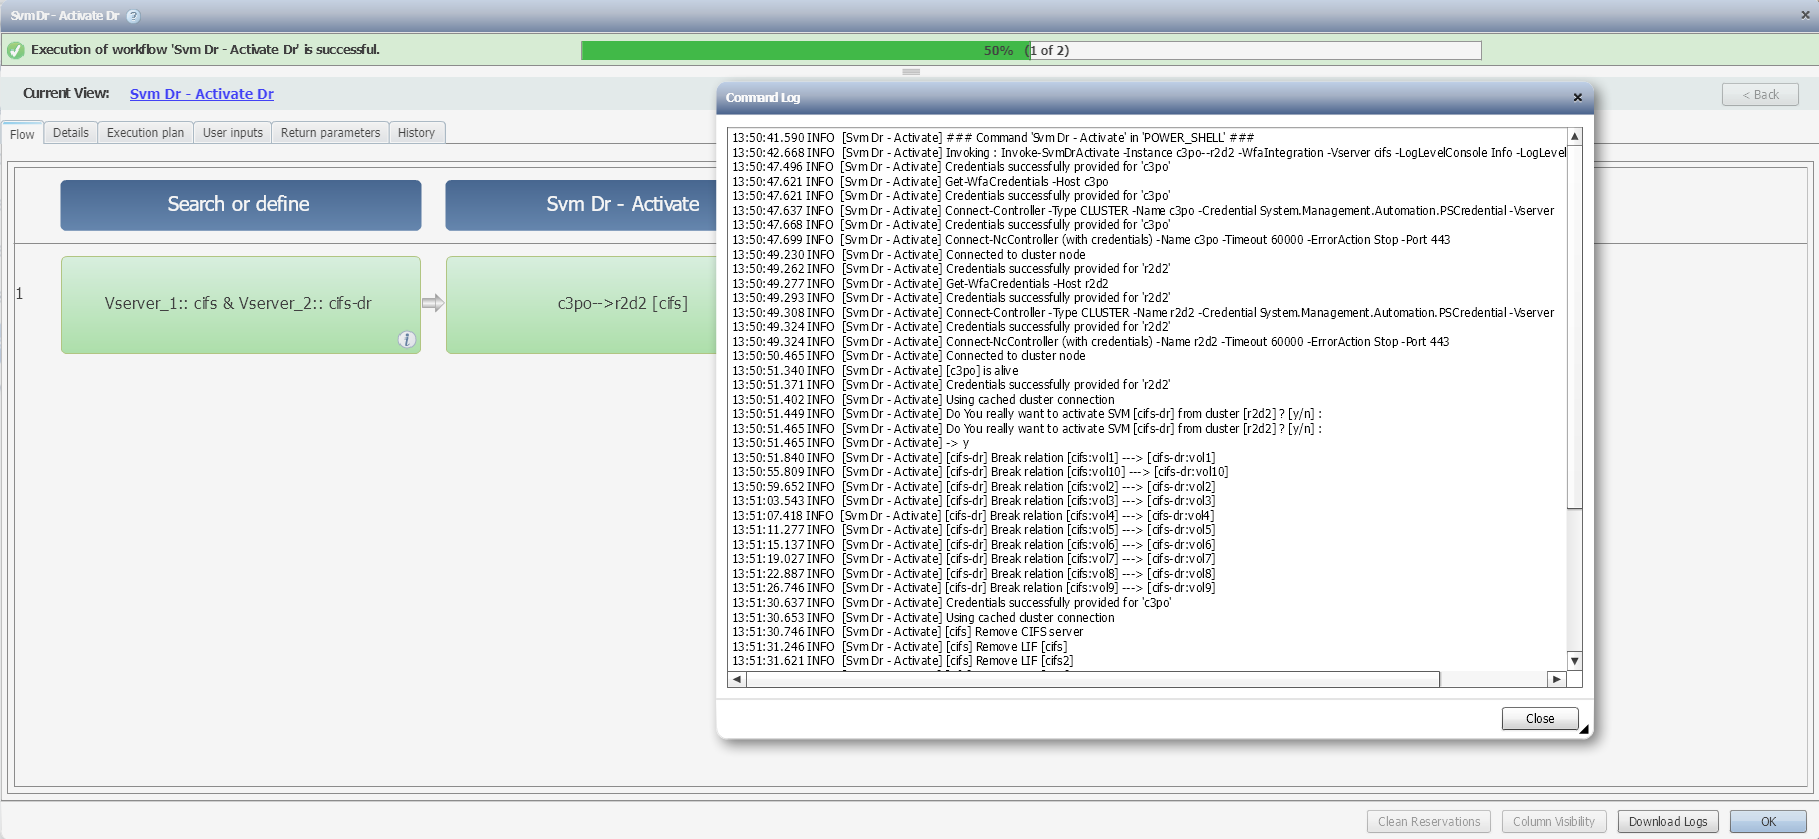 Svm Dr - Activate Dr
Execution of workflow 'Svm Dr - Activate Dr' is successful.
50% (1 of 2)
Current View: Svm Dr - Activate Dr
< Back
Flow Details Execution plan User inputs Return parameters History
Search or define
Svm Dr - Activate
1
Vserver_1:: cifs & Vserver_2:: cifs-dr
c3po-->r2d2 [cifs]
Command Log
13:50:41.590 INFO [Svm Dr - Activate] ### Command 'Svm Dr - Activate' in 'POWER_SHELL' ###
13:50:42.668 INFO [Svm Dr - Activate] Invoking : Invoke-SvmDrActivate -Instance c3po--r2d2 -WfaIntegration -Vserver cifs -LogLevelConsole Info -LogLevel
13:50:47.496 INFO [Svm Dr - Activate] Credentials successfully provided for 'c3po'
13:50:47.621 INFO [Svm Dr - Activate] Get-WfaCredentials -Host c3po
13:50:47.621 INFO [Svm Dr - Activate] Credentials successfully provided for 'c3po'
13:50:47.637 INFO [Svm Dr - Activate] Connect-Controller -Type CLUSTER -Name c3po -Credential System.Management.Automation.PSCredential -Vserver
13:50:47.668 INFO [Svm Dr - Activate] Credentials successfully provided for 'c3po'
13:50:47.699 INFO [Svm Dr - Activate] Connect-NcController (with credentials) -Name c3po -Timeout 60000 -ErrorAction Stop -Port 443
13:50:49.230 INFO [Svm Dr - Activate] Connected to cluster node
13:50:49.262 INFO [Svm Dr - Activate] Credentials successfully provided for 'r2d2'
13:50:49.277 INFO [Svm Dr - Activate] Get-WfaCredentials -Host r2d2
13:50:49.293 INFO [Svm Dr - Activate] Credentials successfully provided for 'r2d2'
13:50:49.308 INFO [Svm Dr - Activate] Connect-Controller -Type CLUSTER -Name r2d2 -Credential System.Management.Automation.PSCredential -Vserver
13:50:49.324 INFO [Svm Dr - Activate] Credentials successfully provided for 'r2d2'
13:50:49.324 INFO [Svm Dr - Activate] Connect-NcController (with credentials) -Name r2d2 -Timeout 60000 -ErrorAction Stop -Port 443
13:50:50.465 INFO [Svm Dr - Activate] Connected to cluster node
13:50:51.340 INFO [Svm Dr - Activate] [c3po] is alive
13:50:51.371 INFO [Svm Dr - Activate] Credentials successfully provided for 'r2d2'
13:50:51.402 INFO [Svm Dr - Activate] Using cached cluster connection
13:50:51.449 INFO [Svm Dr - Activate] Do You really want to activate SVM [cifs-dr] from cluster [r2d2] ? [y/n] :
13:50:51.465 INFO [Svm Dr - Activate] Do You really want to activate SVM [cifs-dr] from cluster [r2d2] ? [y/n] :
13:50:51.465 INFO [Svm Dr - Activate] -> y
13:50:51.840 INFO [Svm Dr - Activate] [cifs-dr] Break relation [cifs:vol1] ---> [cifs-dr:vol1]
13:50:55.809 INFO [Svm Dr - Activate] [cifs-dr] Break relation [cifs:vol10] ---> [cifs-dr:vol10]
13:50:59.652 INFO [Svm Dr - Activate] [cifs-dr] Break relation [cifs:vol2] ---> [cifs-dr:vol2]
13:51:03.543 INFO [Svm Dr - Activate] [cifs-dr] Break relation [cifs:vol3] ---> [cifs-dr:vol3]
13:51:07.418 INFO [Svm Dr - Activate] [cifs-dr] Break relation [cifs:vol4] ---> [cifs-dr:vol4]
13:51:11.277 INFO [Svm Dr - Activate] [cifs-dr] Break relation [cifs:vol5] ---> [cifs-dr:vol5]
13:51:15.137 INFO [Svm Dr - Activate] [cifs-dr] Break relation [cifs:vol6] ---> [cifs-dr:vol6]
13:51:19.027 INFO [Svm Dr - Activate] [cifs-dr] Break relation [cifs:vol7] ---> [cifs-dr:vol7]
13:51:22.887 INFO [Svm Dr - Activate] [cifs-dr] Break relation [cifs:vol8] ---> [cifs-dr:vol8]
13:51:26.746 INFO [Svm Dr - Activate] [cifs-dr] Break relation [cifs:vol9] ---> [cifs-dr:vol9]
13:51:30.637 INFO [Svm Dr - Activate] Credentials successfully provided for 'c3po'
13:51:30.653 INFO [Svm Dr - Activate] Using cached cluster connection
13:51:30.746 INFO [Svm Dr - Activate] [cifs] Remove CIFS server
13:51:31.246 INFO [Svm Dr - Activate] [cifs] Remove LIF [cifs]
13:51:31.621 INFO [Svm Dr - Activate] [cifs] Remove LIF [cifs2]
Close
Clean Reservations Column Visibility Download Logs OK